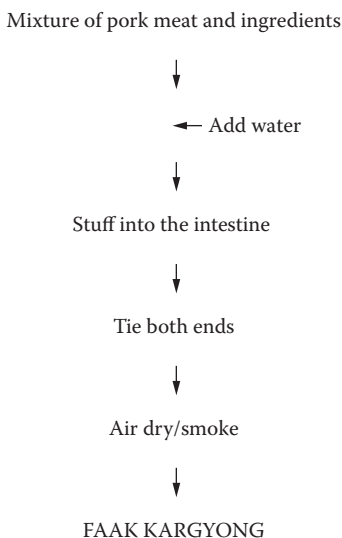 Mixture of pork meat and ingredients
Add water
Stuff into the intestine
Tie both ends
Air dry/smoke
FAAK KARGYONG